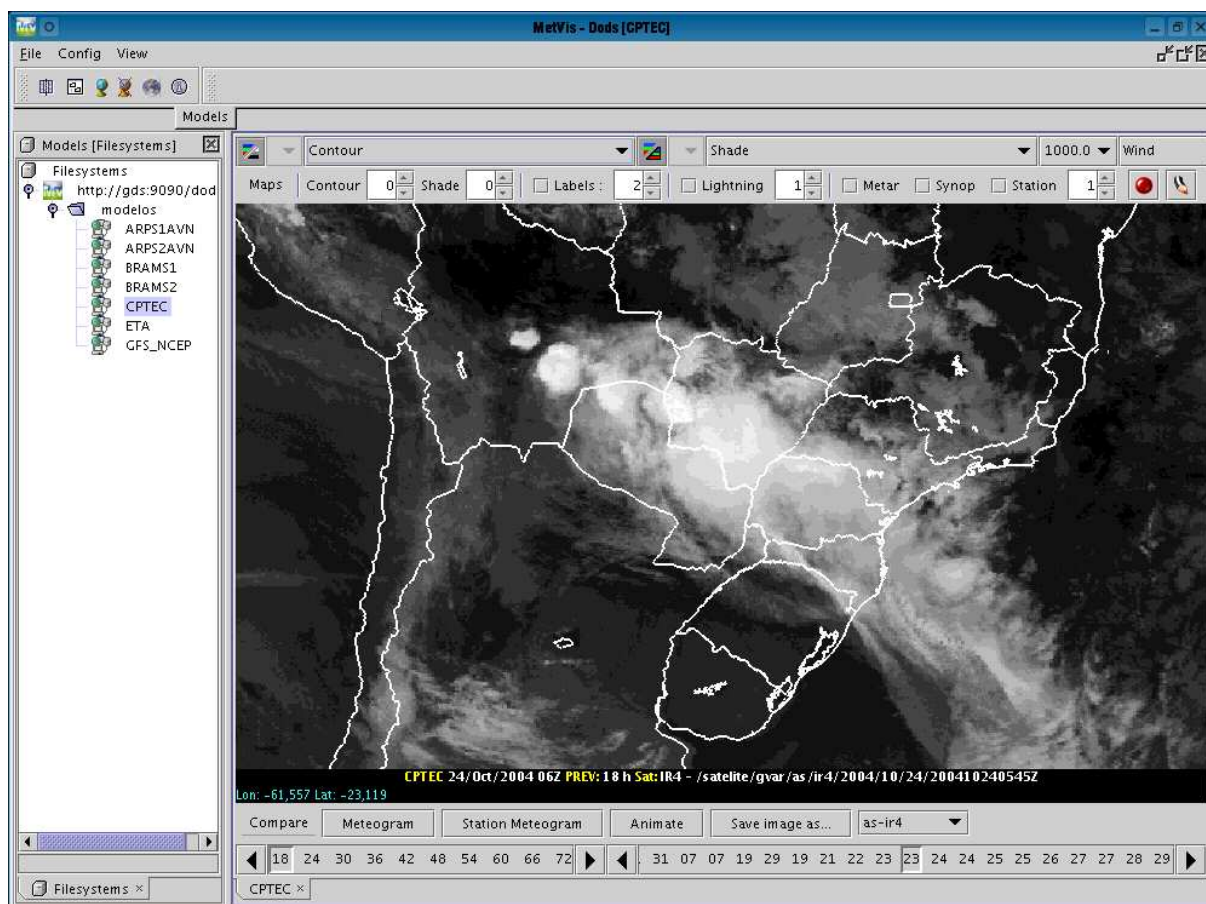 MetVis - Dods [CPTEC]
File Config View
Models
Models [Filesystems]
Filesystems
http://gds:9090/dod
modelos
ARPS1AVN
ARPS2AVN
BRAMS1
BRAMS2
CPTEC
ETA
GFS_NCEP
Filesystems
Contour Shade 1000.0 Wind
Maps Contour 0 Shade 0 Labels : 2 Lightning 1 Metar Synop Station 1
CPTEC 24/Oct/2004 06Z PREV: 18 h Sat: IR4 - /satelite/gvar/as/ir4/2004/10/24/200410240545Z
Lon: -61,557 Lat: -23,119
Compare Meteogram Station Meteogram Animate Save image as... as-ir4
18 24 30 36 42 48 54 60 66 72 . 31 07 07 19 29 19 21 22 23 23 24 24 25 25 26 27 27 28 29
CPTEC